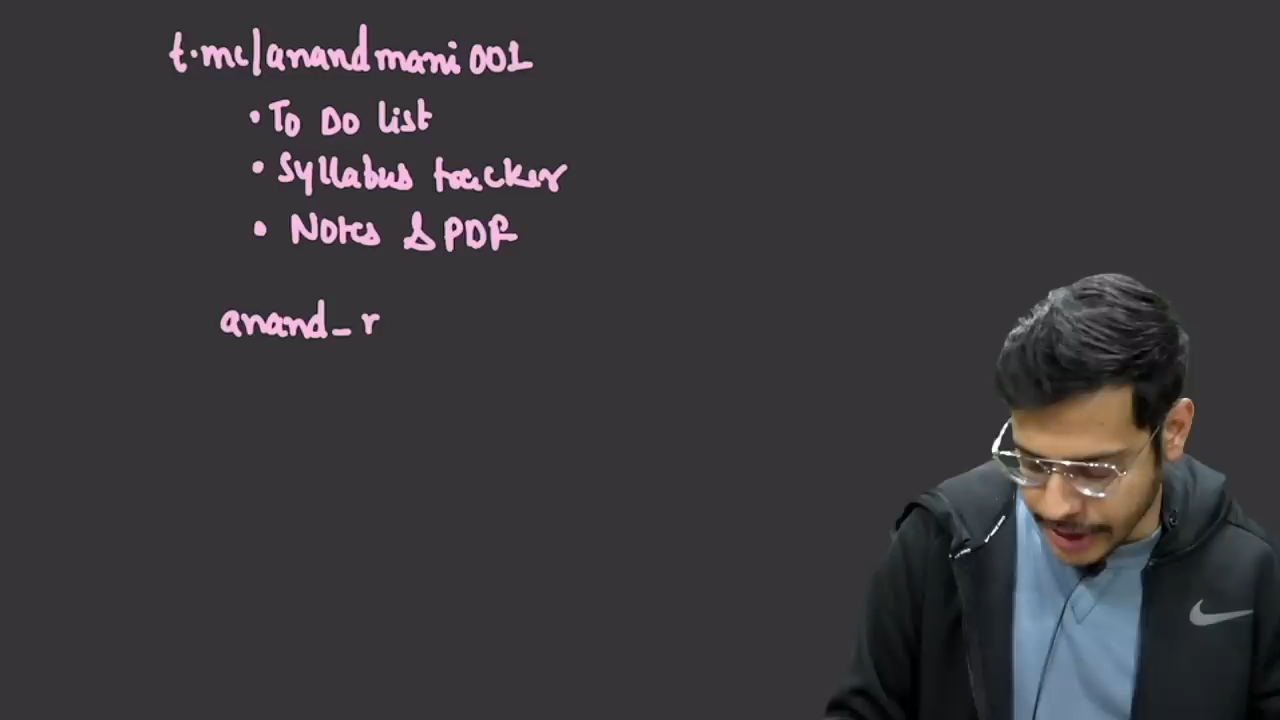 t.me/anandmani001
• To Do list
• Syllabus tracker
• Notes & PDF
anand_r